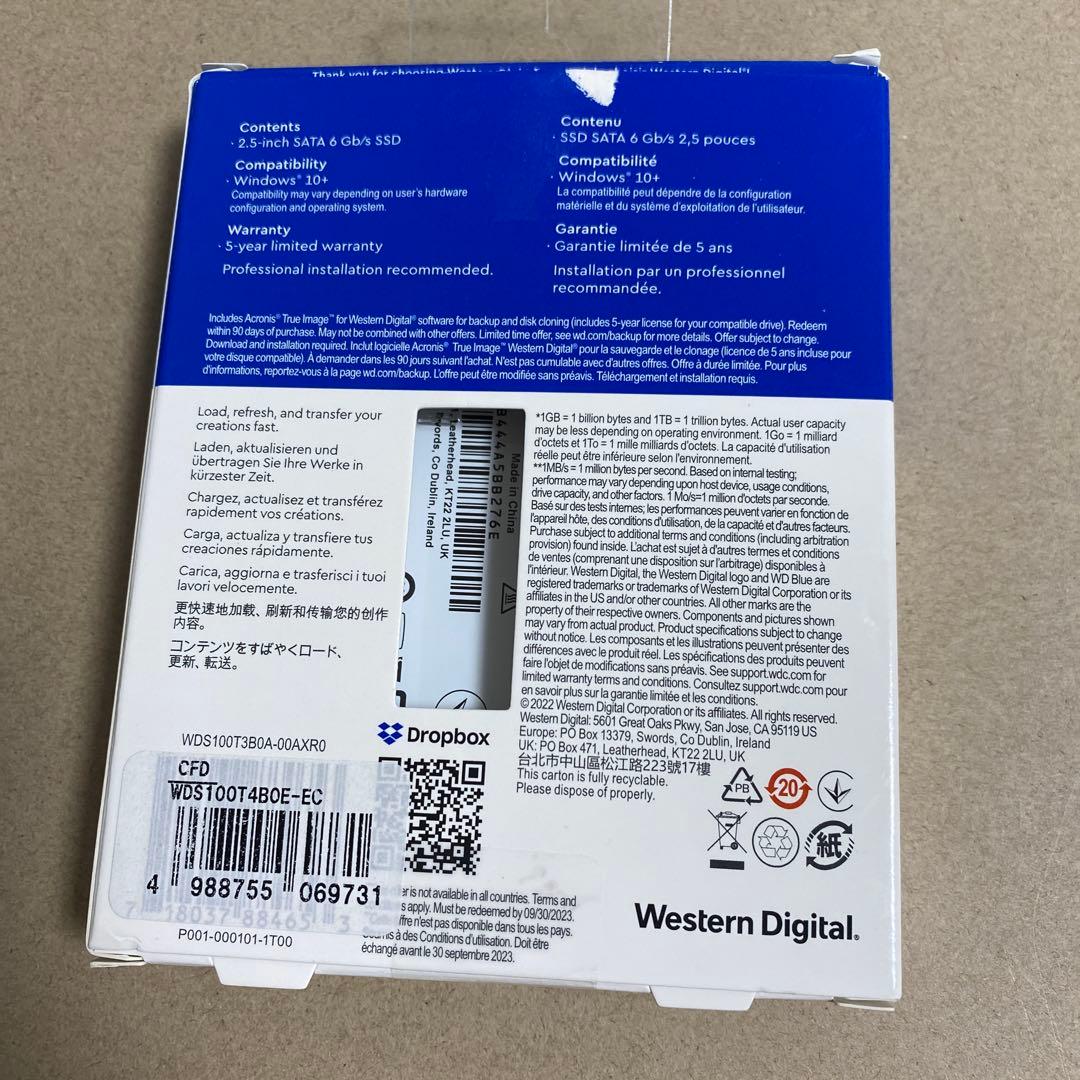 Thank you for choosing
Western Digital!
Contents
· 2.5-inch SATA 6 Gb/s SSD
Compatibility
· Windows® 10+
Compatibility may vary depending on user's hardware
configuration and operating system.
Warranty
· 5-year limited warranty
Professional installation recommended.
Contenu
· SSD SATA 6 Gb/s 2,5 pouces
Compatibilité
· Windows® 10+
La compatibilité peut dépendre de la configuration
matérielle et du système d'exploitation de l'utilisateur.
Garantie
· Garantie limitée de 5 ans
Installation par un professionnel
recommandée.
Includes Acronis® True Image™ for Western Digital® software for backup and disk cloning (includes 5-year license for your compatible drive). Redeem
within 90 days of purchase. May not be combined with other offers. Limited time offer, see wd.com/backup for more details. Offer subject to change.
Download and installation required. Inclut logicielle Acronis® True Image™ Western Digital® pour la sauvegarde et le clonage (licence de 5 ans incluse pour
votre disque compatible). À demander dans les 90 jours suivant l'achat. N'est pas cumulable avec d'autres offres. Offre à durée limitée. Pour plus
d'informations, reportez-vous à la page wd.com/backup. L'offre peut être modifiée sans préavis. Téléchargement et installation requis.
Load, refresh, and transfer your
creations fast.
Laden, aktualisieren und
übertragen Sie Ihre Werke in
kürzester Zeit.
Chargez, actualisez et transférez
rapidement vos créations.
Carga, actualiza y transfiere tus
creaciones rápidamente.
Carica, aggiorna e trasferisci i tuoi
lavori velocemente.
更快速地加载、刷新和传输您的创作
内容。
コンテンツをすばやくロード、
更新、転送。
Made in China
B444A5BB276E
Leatherhead, KT22 2LU, UK
words, Co Dublin, Ireland
*1GB = 1 billion bytes and 1TB = 1 trillion bytes. Actual user capacity
may be less depending on operating environment. 1Go = 1 milliard
d'octets et 1To = 1 mille milliards d'octets. La capacité d'utilisation
réelle peut être inférieure selon l'environnement.
**1MB/s = 1 million bytes per second. Based on internal testing;
performance may vary depending upon host device, usage conditions,
drive capacity, and other factors. 1 Mo/s=1 million d'octets par seconde.
Basé sur des tests internes; les performances peuvent varier en fonction de
l'appareil hôte, des conditions d'utilisation, de la capacité et d'autres facteurs.
Purchase subject to additional terms and conditions (including arbitration
provision) found inside. L'achat est sujet à d'autres termes et conditions
de ventes (comprenant une disposition sur l'arbitrage) disponibles à
l'intérieur. Western Digital, the Western Digital logo and WD Blue are
registered trademarks or trademarks of Western Digital Corporation or its
affiliates in the US and/or other countries. All other marks are the
property of their respective owners. Components and pictures shown
may vary from actual product. Product specifications subject to change
without notice. Les composants et les illustrations peuvent présenter des
différences avec le produit réel. Les spécifications des produits peuvent
faire l'objet de modifications sans préavis. See support.wdc.com for
limited warranty terms and conditions. Consultez support.wdc.com pour
en savoir plus sur la garantie limitée et les conditions.
© 2022 Western Digital Corporation or its affiliates. All rights reserved.
Western Digital: 5601 Great Oaks Pkwy, San Jose, CA 95119 US
Europe: PO Box 13379, Swords, Co Dublin, Ireland
UK: PO Box 471, Leatherhead, KT22 2LU, UK
台北市中山區松江路223號17樓
This carton is fully recyclable.
Please dispose of properly.
Dropbox
WDS100T3B0A-00AXR0
CFD
WDS100T4B0E-EC
4 988755 069731
7 18037 88465 3
P001-000101-1T00
er is not available in all countries. Terms and
s apply. Must be redeemed by 09/30/2023.
ffre n'est pas disponible dans tous les pays.
à des Conditions d'utilisation. Doit être
échangé avant le 30 septembre 2023.
PB
20
紙
Western Digital®